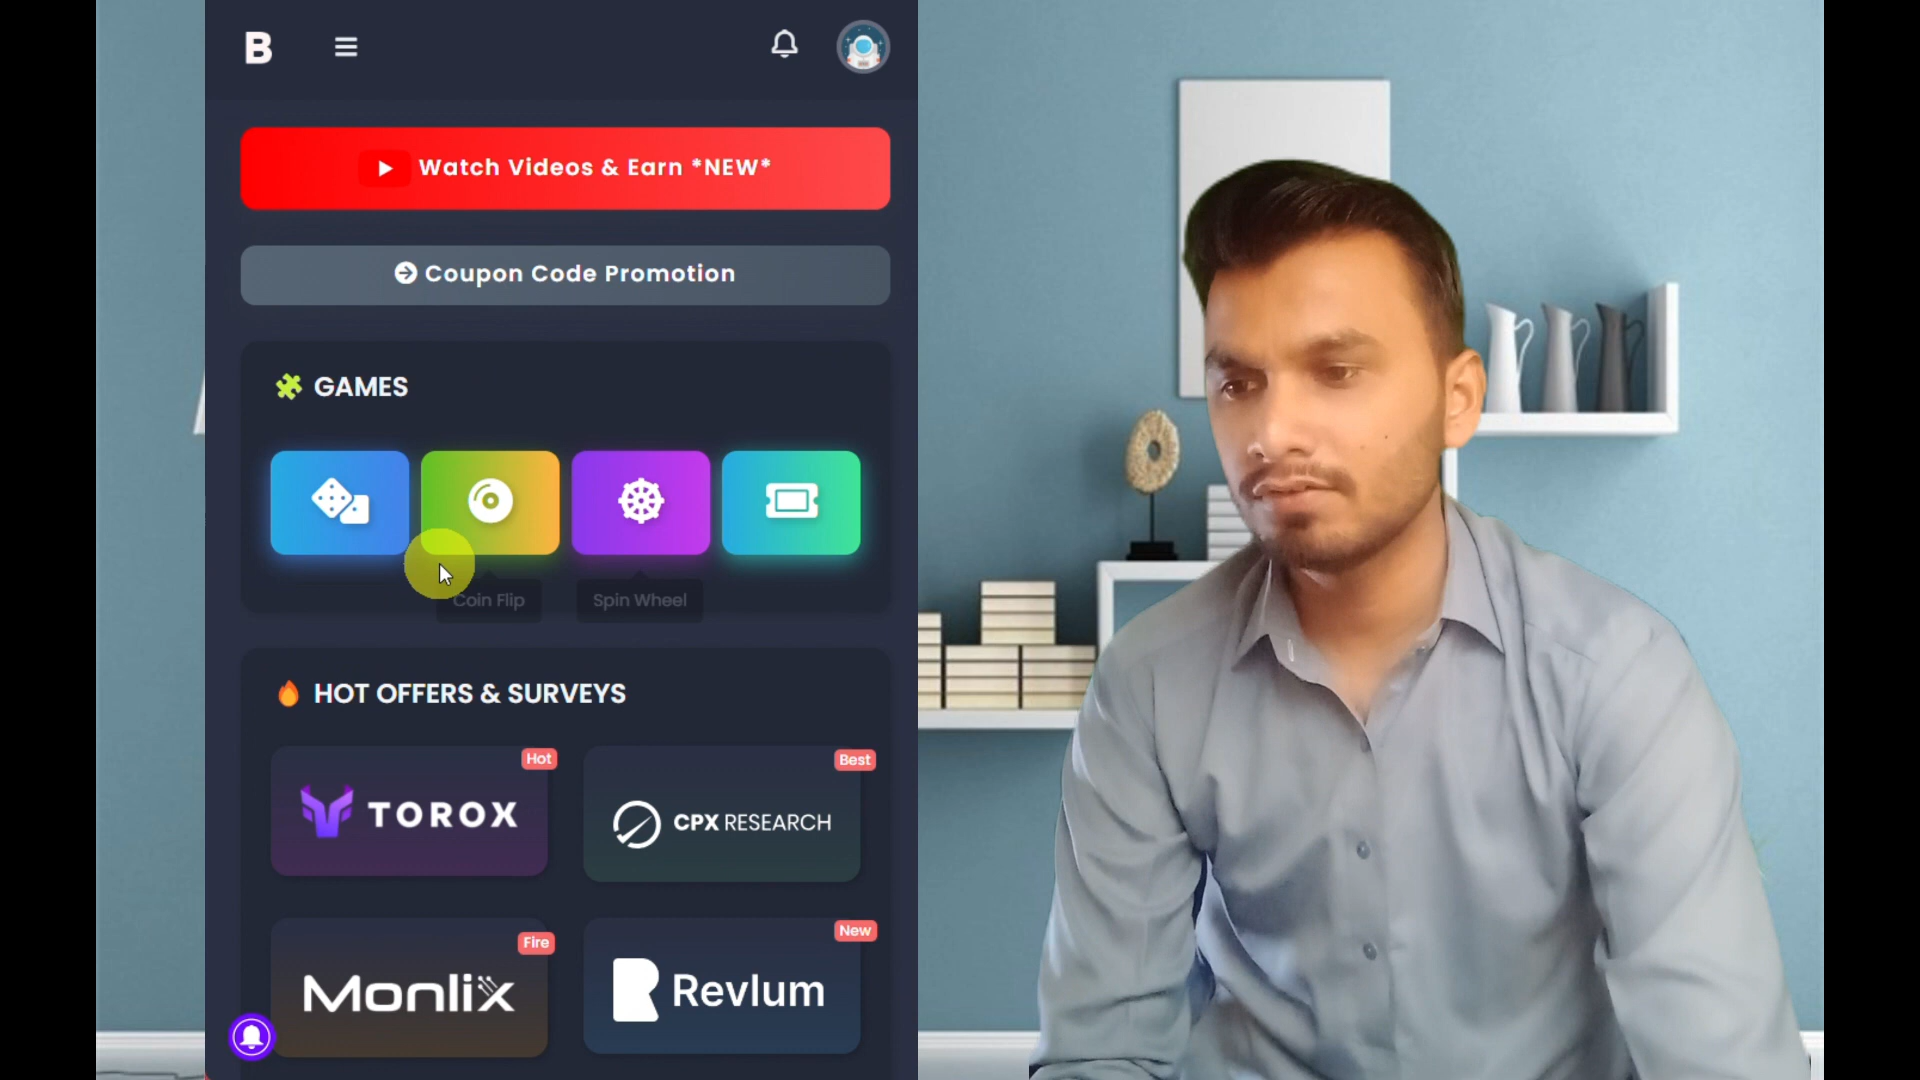 B
Watch Videos & Earn *NEW*
Coupon Code Promotion
GAMES
Coin Flip
Spin Wheel
HOT OFFERS & SURVEYS
Hot
TOROX
Best
CPX RESEARCH
Fire
Monlix
New
Revlum